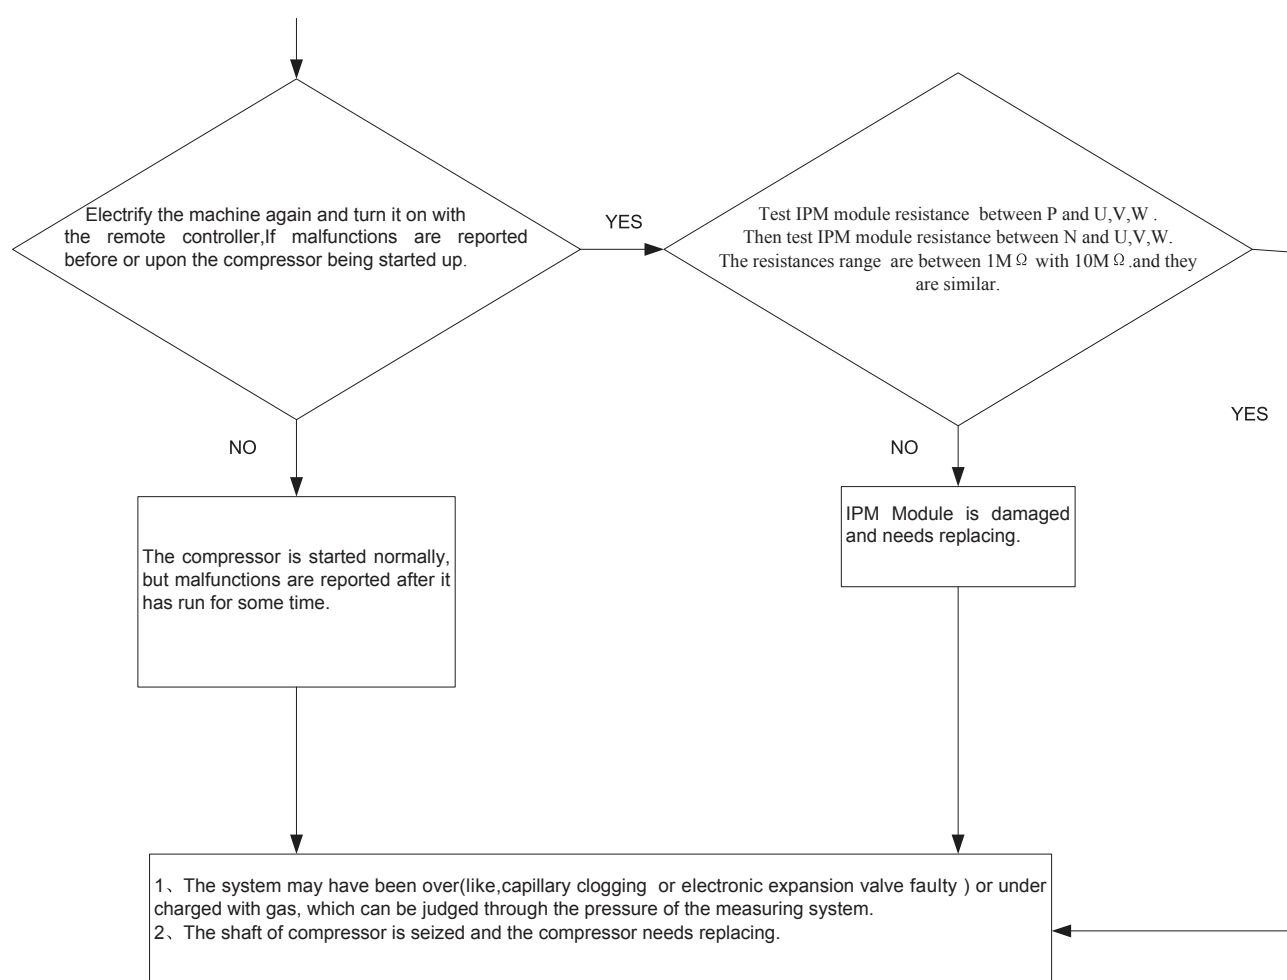 Electrify the machine again and turn it on with
the remote controller,If malfunctions are reported
before or upon the compressor being started up.
YES
Test IPM module resistance between P and U,V,W .
Then test IPM module resistance between N and U,V,W.
The resistances range are between 1MΩ with 10MΩ.and they
are similar.
YES
NO
NO
The compressor is started normally,
but malfunctions are reported after it
has run for some time.
IPM Module is damaged
and needs replacing.
1、The system may have been over(like,capillary clogging or electronic expansion valve faulty ) or under
charged with gas, which can be judged through the pressure of the measuring system.
2、The shaft of compressor is seized and the compressor needs replacing.